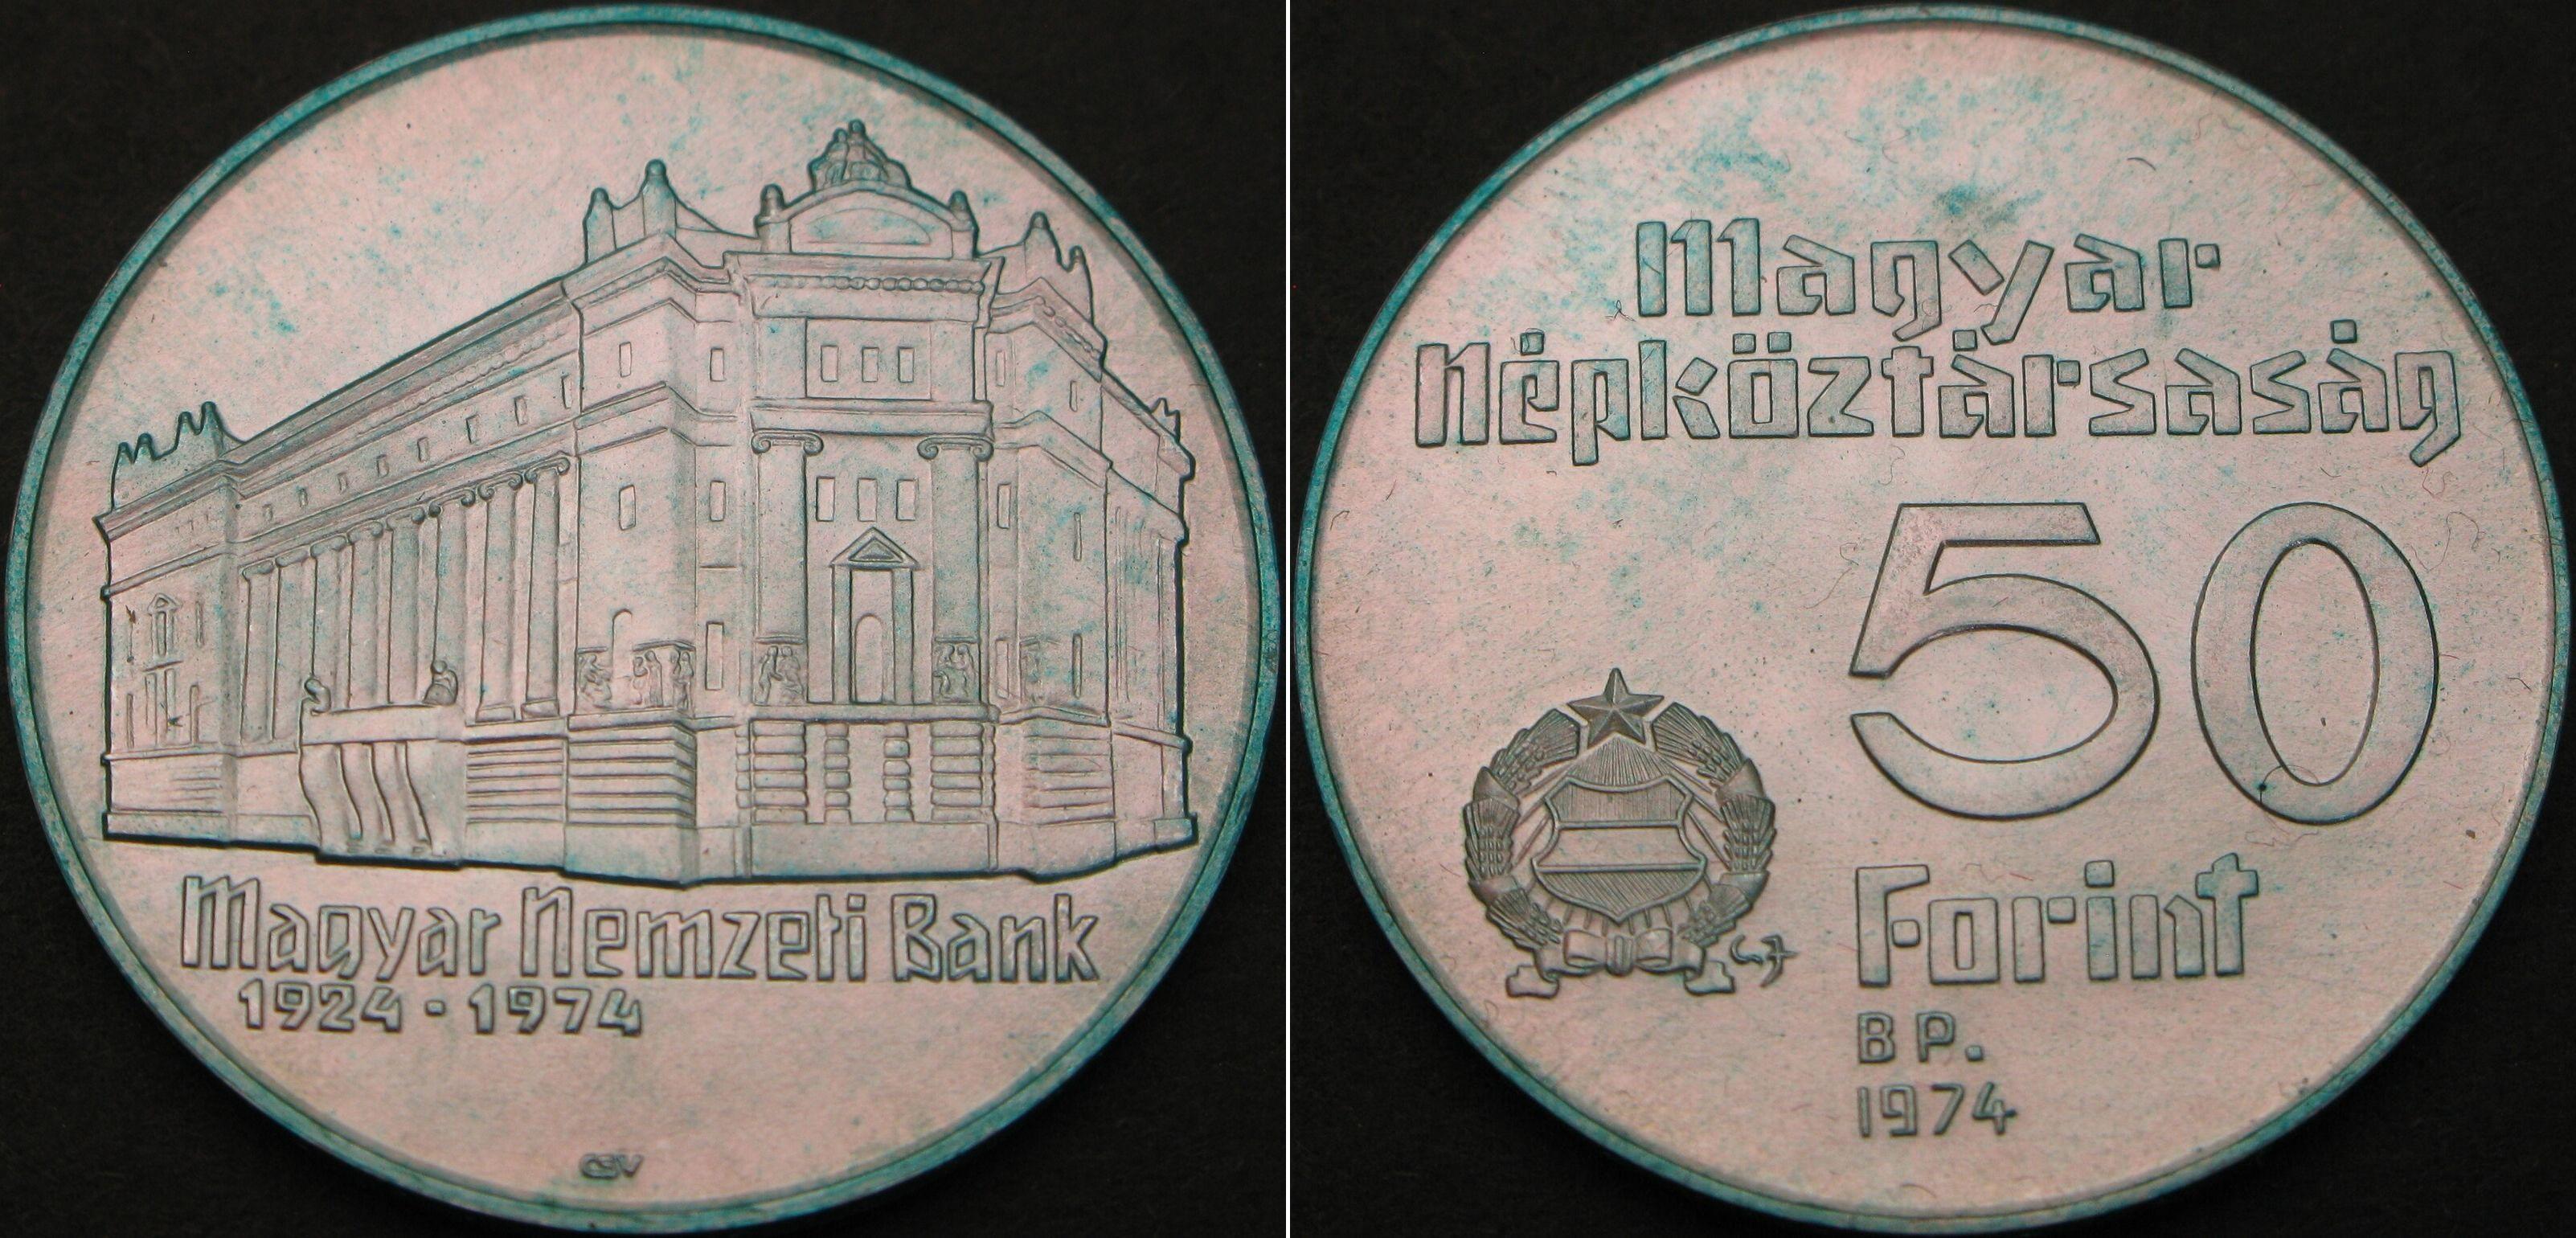 Magyar Nemzeti Bank
1924 - 1974
CSV
Magyar
Népköztársaság
50
Forint
BP.
1974